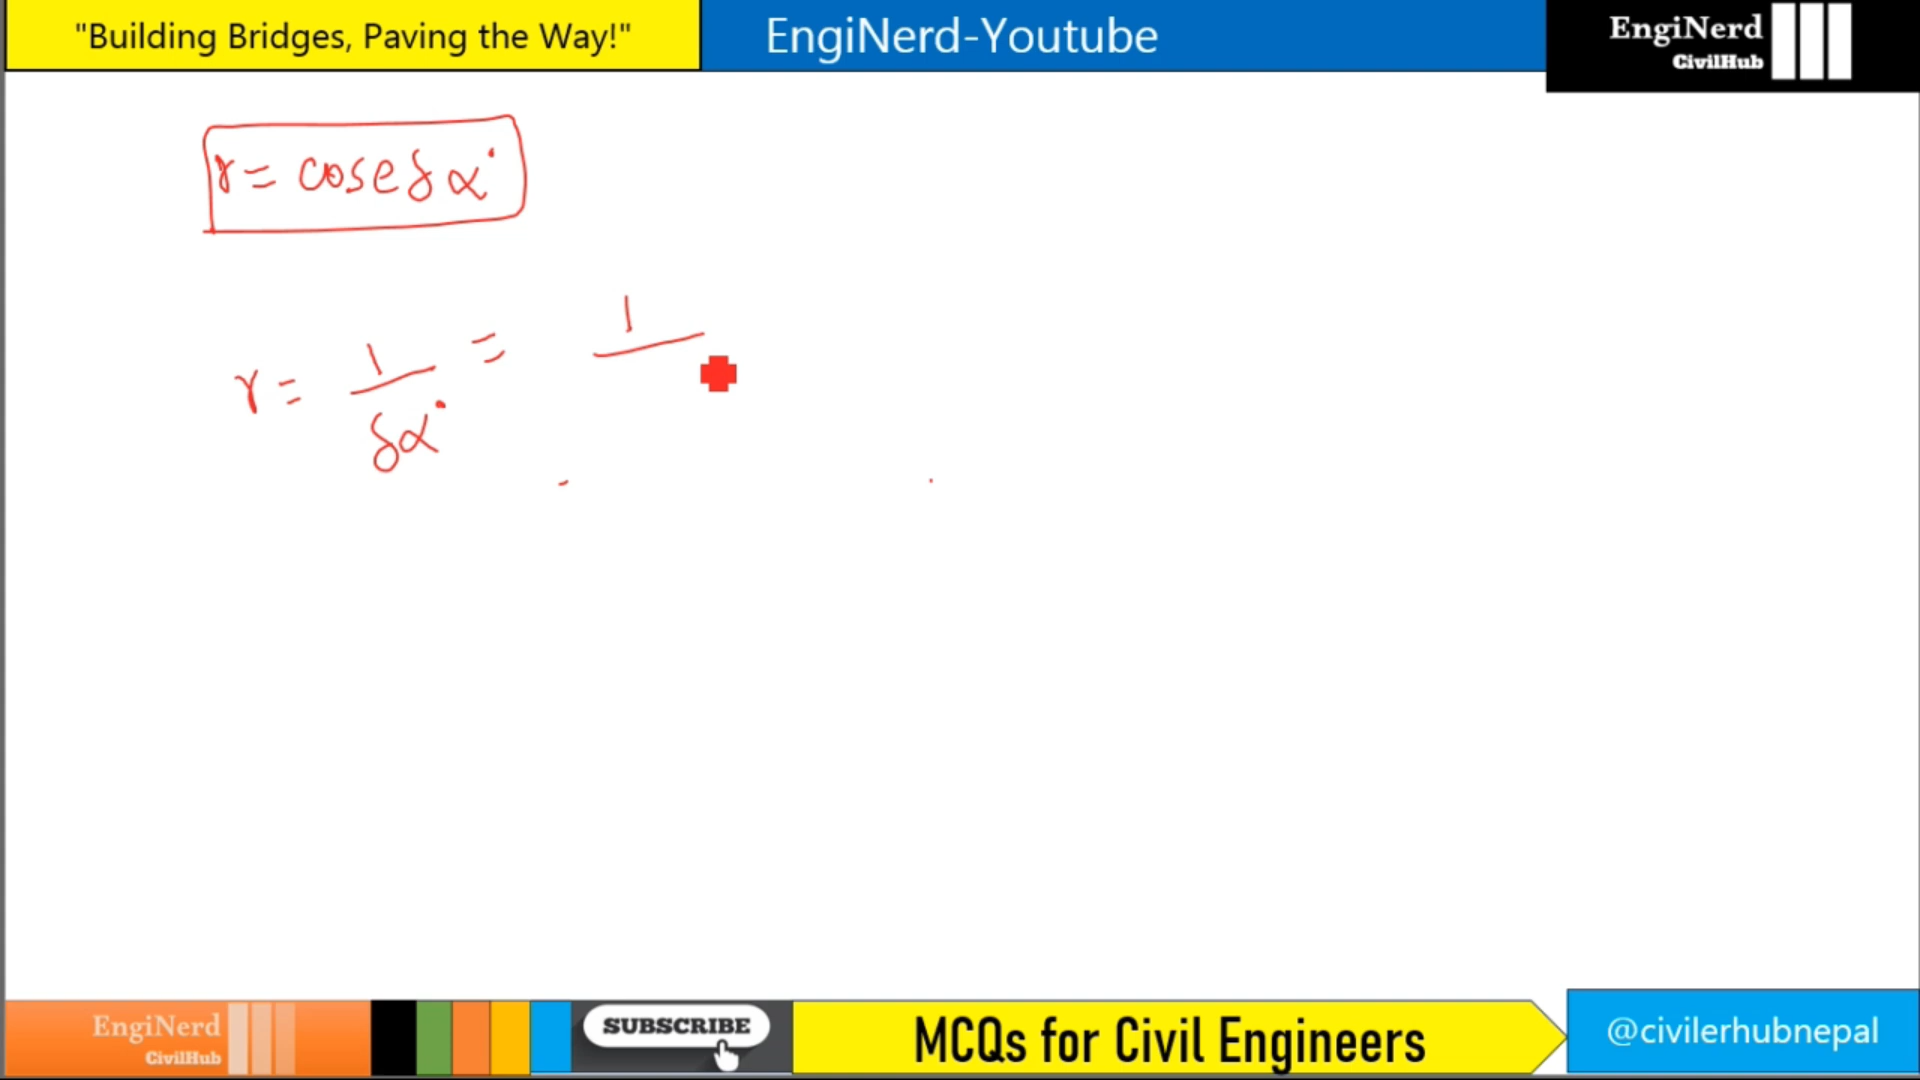 "Building Bridges, Paving the Way!"
EngiNerd-Youtube
EngiNerd
CivilHub
r = cosec δ α°
r = 1/δα° = 1/
EngiNerd
CivilHub
SUBSCRIBE
MCQs for Civil Engineers
@civilerhubnepal